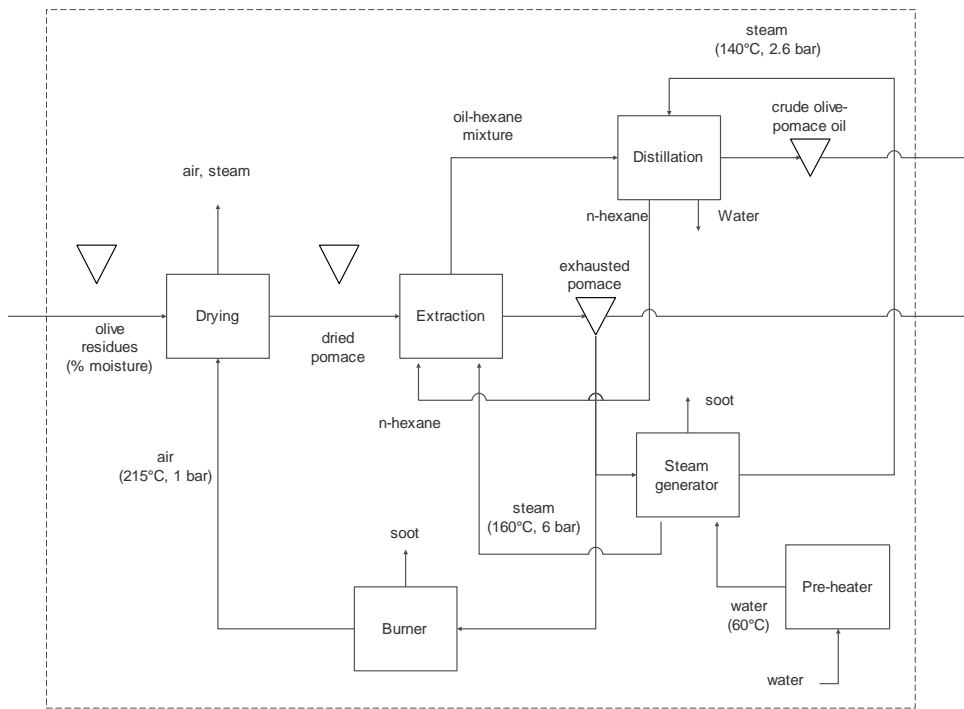 steam
(140°C, 2.6 bar)
oil-hexane
mixture
crude olive-
pomace oil
Distillation
air, steam
n-hexane
Water
exhausted
pomace
Drying
Extraction
olive
residues
(% moisture)
dried
pomace
n-hexane
soot
air
(215°C, 1 bar)
Steam
generator
steam
(160°C, 6 bar)
soot
Pre-heater
water
(60°C)
Burner
water